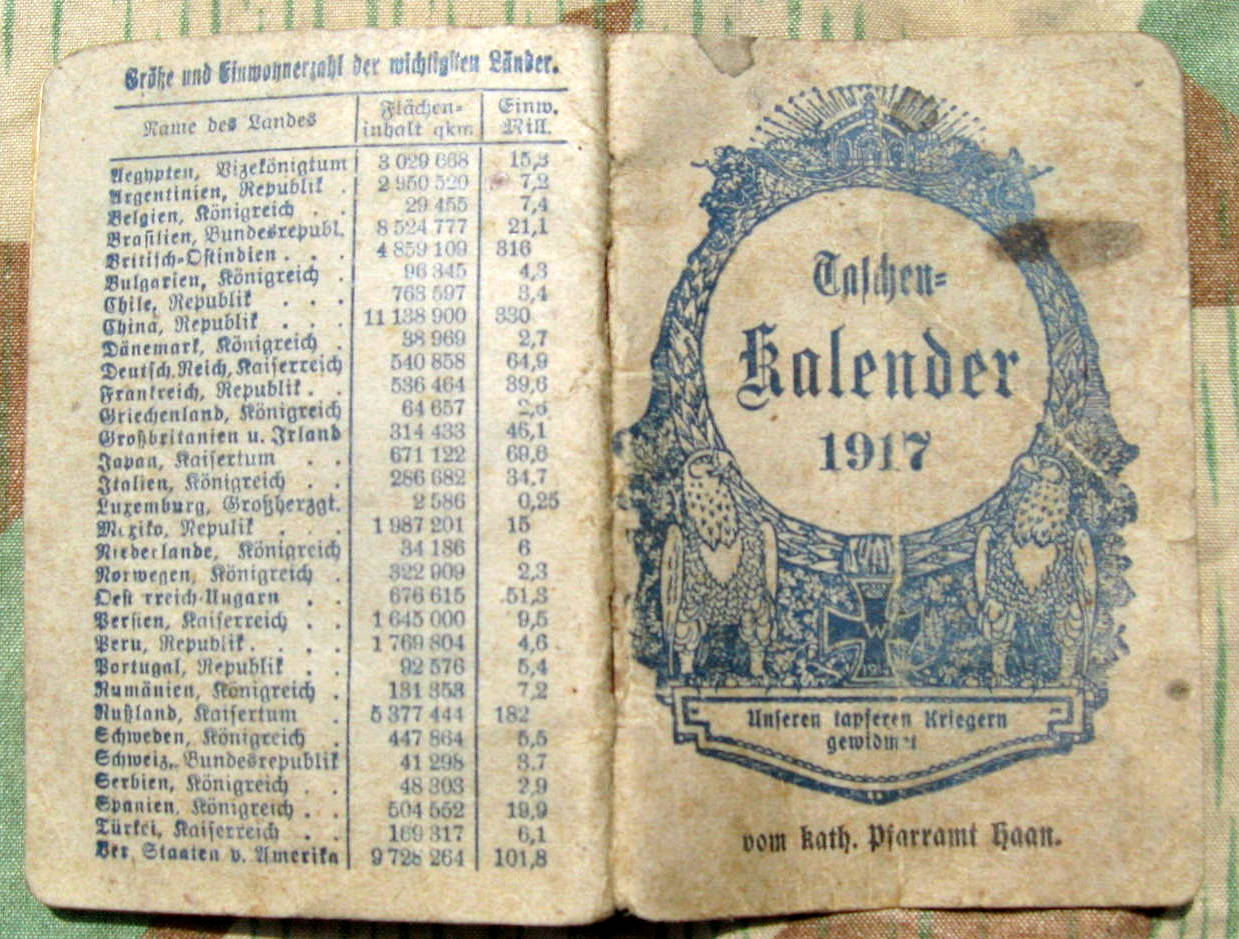 Größe und Einwohnerzahl der wichtigsten Länder.
Name des Landes Flächen-inhalt qkm Einw. Mill.
Aegypten, Vizekönigtum 3 029 668 15,3
Argentinien, Republik . 2 950 520 7,2
Belgien, Königreich . . 29 455 7,4
Brasilien, Bundesrepubl. 8 524 777 21,1
Britisch-Ostindien . . . 4 859 109 316
Bulgarien, Königreich . 96 345 4,3
Chile, Republik . . . 763 597 3,4
China, Republik . . . 11 138 900 330
Dänemark, Königreich . 38 969 2,7
Deutsch. Reich, Kaiserreich 540 858 64,9
Frankreich, Republik . . 536 464 39,6
Griechenland, Königreich 64 657 2,6
Großbritanien u. Irland 314 433 46,1
Japan, Kaisertum . . 671 122 69,6
Italien, Königreich . . 286 682 34,7
Luxemburg, Großherzgt. 2 586 0,25
Mexiko, Repulik . . . 1 987 201 15
Niederlande, Königreich 34 186 6
Norwegen, Königreich . 322 909 2,3
Oest rreich-Ungarn . . 676 615 51,3
Persien, Kaiserreich . . 1 645 000 9,5
Peru, Republik . . . . 1 769 804 4,6
Portugal, Republik . 92 576 5,4
Rumänien, Königreich . 131 353 7,2
Rußland, Kaisertum . 5 377 444 182
Schweden, Königreich . 447 864 5,5
Schweiz, Bundesrepublik 41 298 3.7
Serbien, Königreich . . 48 303 2,9
Spanien, Königreich . . 504 552 19,9
Türkei, Kaiserreich . . 169 317 6,1
Ver. Staaten v. Amerika 9 728 264 101,8
Taschen-
Kalender
1917
W
Unseren tapferen Kriegern
gewidmet
vom kath. Pfarramt Haan.